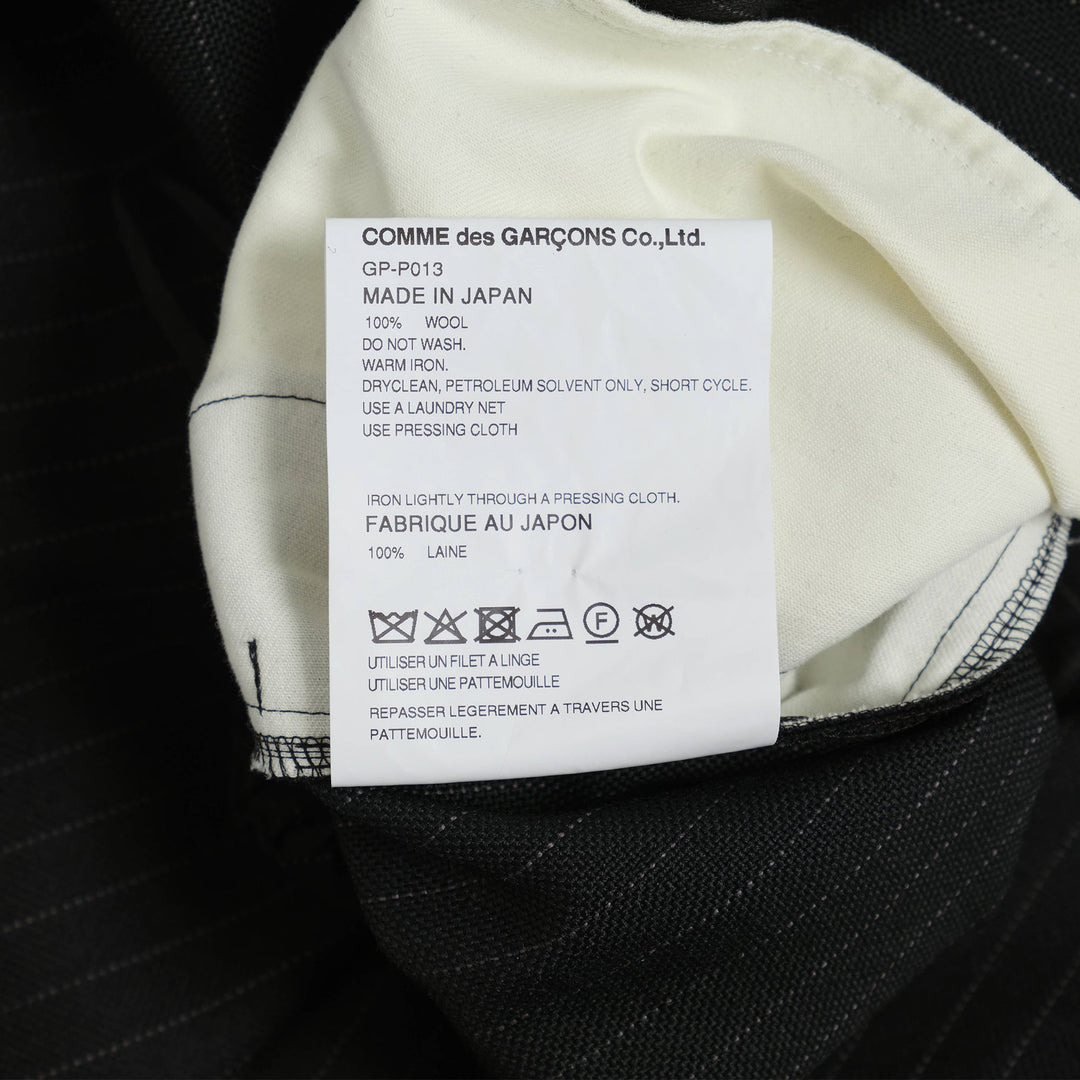 COMME des GARÇONS Co.,Ltd.
GP-P013
MADE IN JAPAN
100% WOOL
DO NOT WASH.
WARM IRON.
DRYCLEAN, PETROLEUM SOLVENT ONLY, SHORT CYCLE.
USE A LAUNDRY NET
USE PRESSING CLOTH
IRON LIGHTLY THROUGH A PRESSING CLOTH.
FABRIQUE AU JAPON
100% LAINE
F W
UTILISER UN FILET A LINGE
UTILISER UNE PATTEMOUILLE
REPASSER LEGEREMENT A TRAVERS UNE
PATTEMOUILLE.